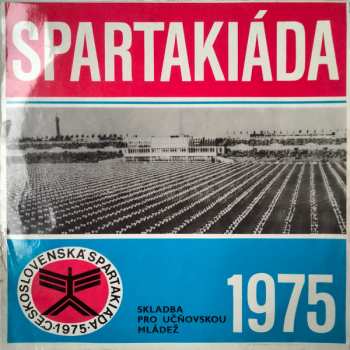 SPARTAKIÁDA
ČESKOSLOVENSKÁ SPARTAKIÁDA
·1975·
SKLADBA
PRO UČŇOVSKOU
MLÁDEŽ
1975